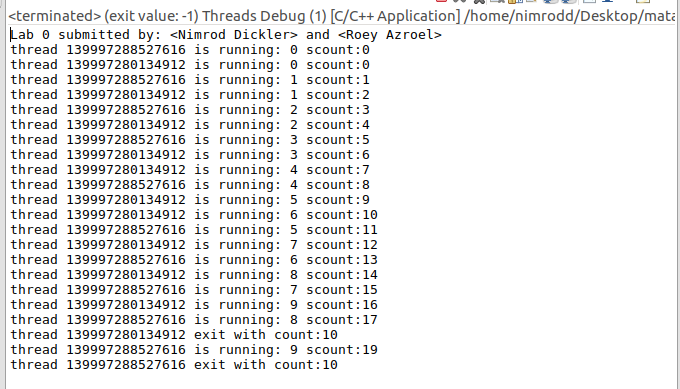 <terminated> (exit value: -1) Threads Debug (1) [C/C++ Application] /home/nimrodd/Desktop/mata
Lab 0 submitted by: <Nimrod Dickler> and <Roey Azroel>
thread 139997288527616 is running: 0 scount:0
thread 139997280134912 is running: 0 scount:0
thread 139997288527616 is running: 1 scount:1
thread 139997280134912 is running: 1 scount:2
thread 139997288527616 is running: 2 scount:3
thread 139997280134912 is running: 2 scount:4
thread 139997288527616 is running: 3 scount:5
thread 139997280134912 is running: 3 scount:6
thread 139997280134912 is running: 4 scount:7
thread 139997288527616 is running: 4 scount:8
thread 139997280134912 is running: 5 scount:9
thread 139997280134912 is running: 6 scount:10
thread 139997288527616 is running: 5 scount:11
thread 139997280134912 is running: 7 scount:12
thread 139997288527616 is running: 6 scount:13
thread 139997280134912 is running: 8 scount:14
thread 139997288527616 is running: 7 scount:15
thread 139997280134912 is running: 9 scount:16
thread 139997288527616 is running: 8 scount:17
thread 139997280134912 exit with count:10
thread 139997288527616 is running: 9 scount:19
thread 139997288527616 exit with count:10